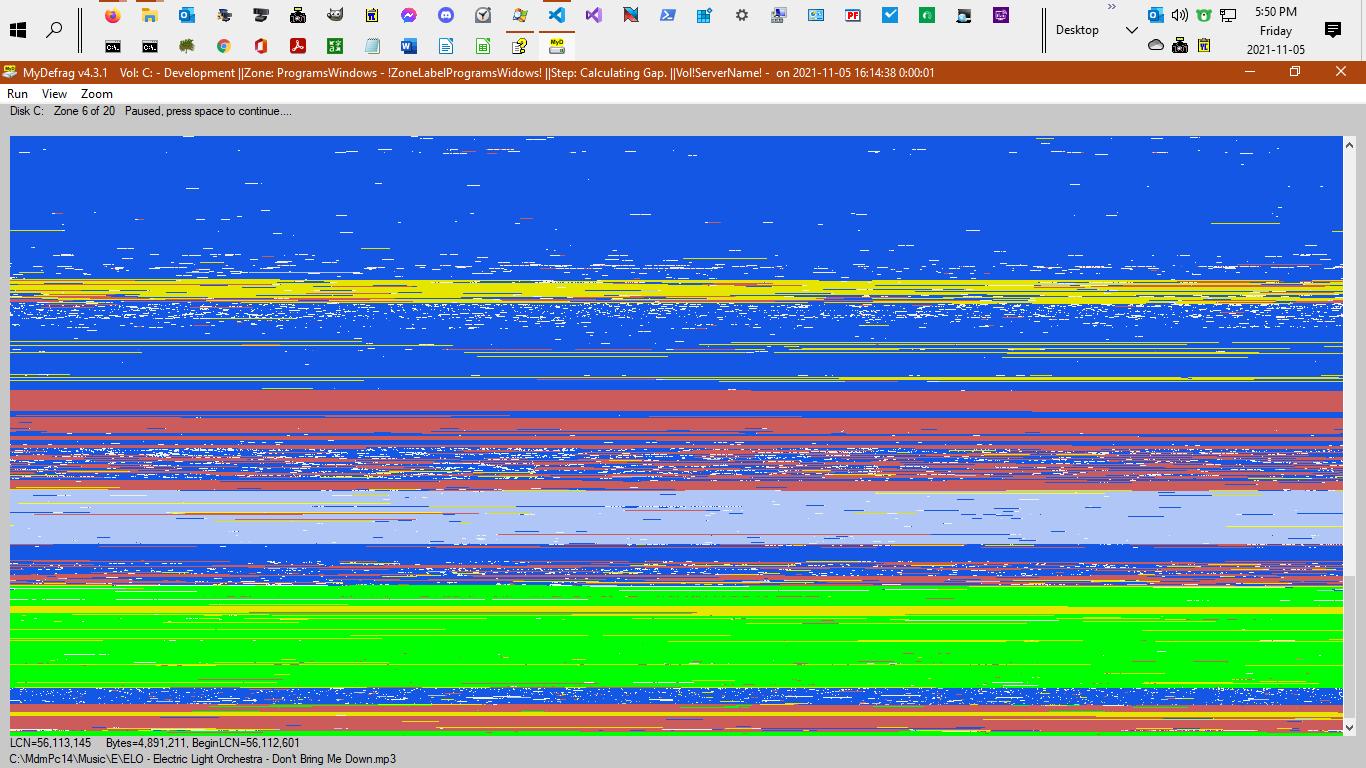 5:50 PM
Friday
2021-11-05
Desktop
MyDefrag v4.3.1 Vol: C: - Development ||Zone: ProgramsWindows - !ZoneLabelProgramsWidows! ||Step: Calculating Gap. ||Vol!ServerName! - on 2021-11-05 16:14:38 0:00:01
Run View Zoom
Disk C: Zone 6 of 20 Paused, press space to continue....
LCN=56,113,145 Bytes=4,891,211, BeginLCN=56,112,601
C:\MdmPc14\Music\E\ELO - Electric Light Orchestra - Don't Bring Me Down.mp3